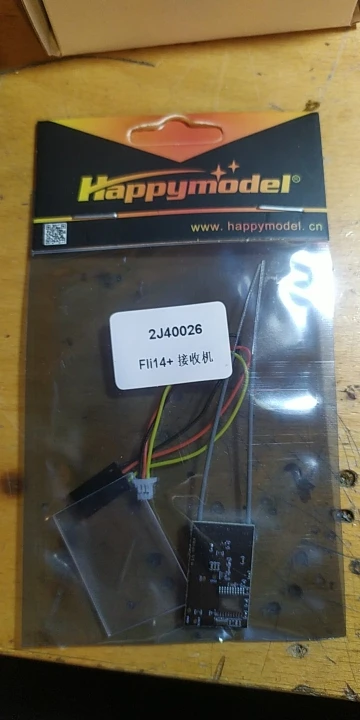 Happymodel®
www. happymodel. cn
2J40026
Fli14+ 接收机